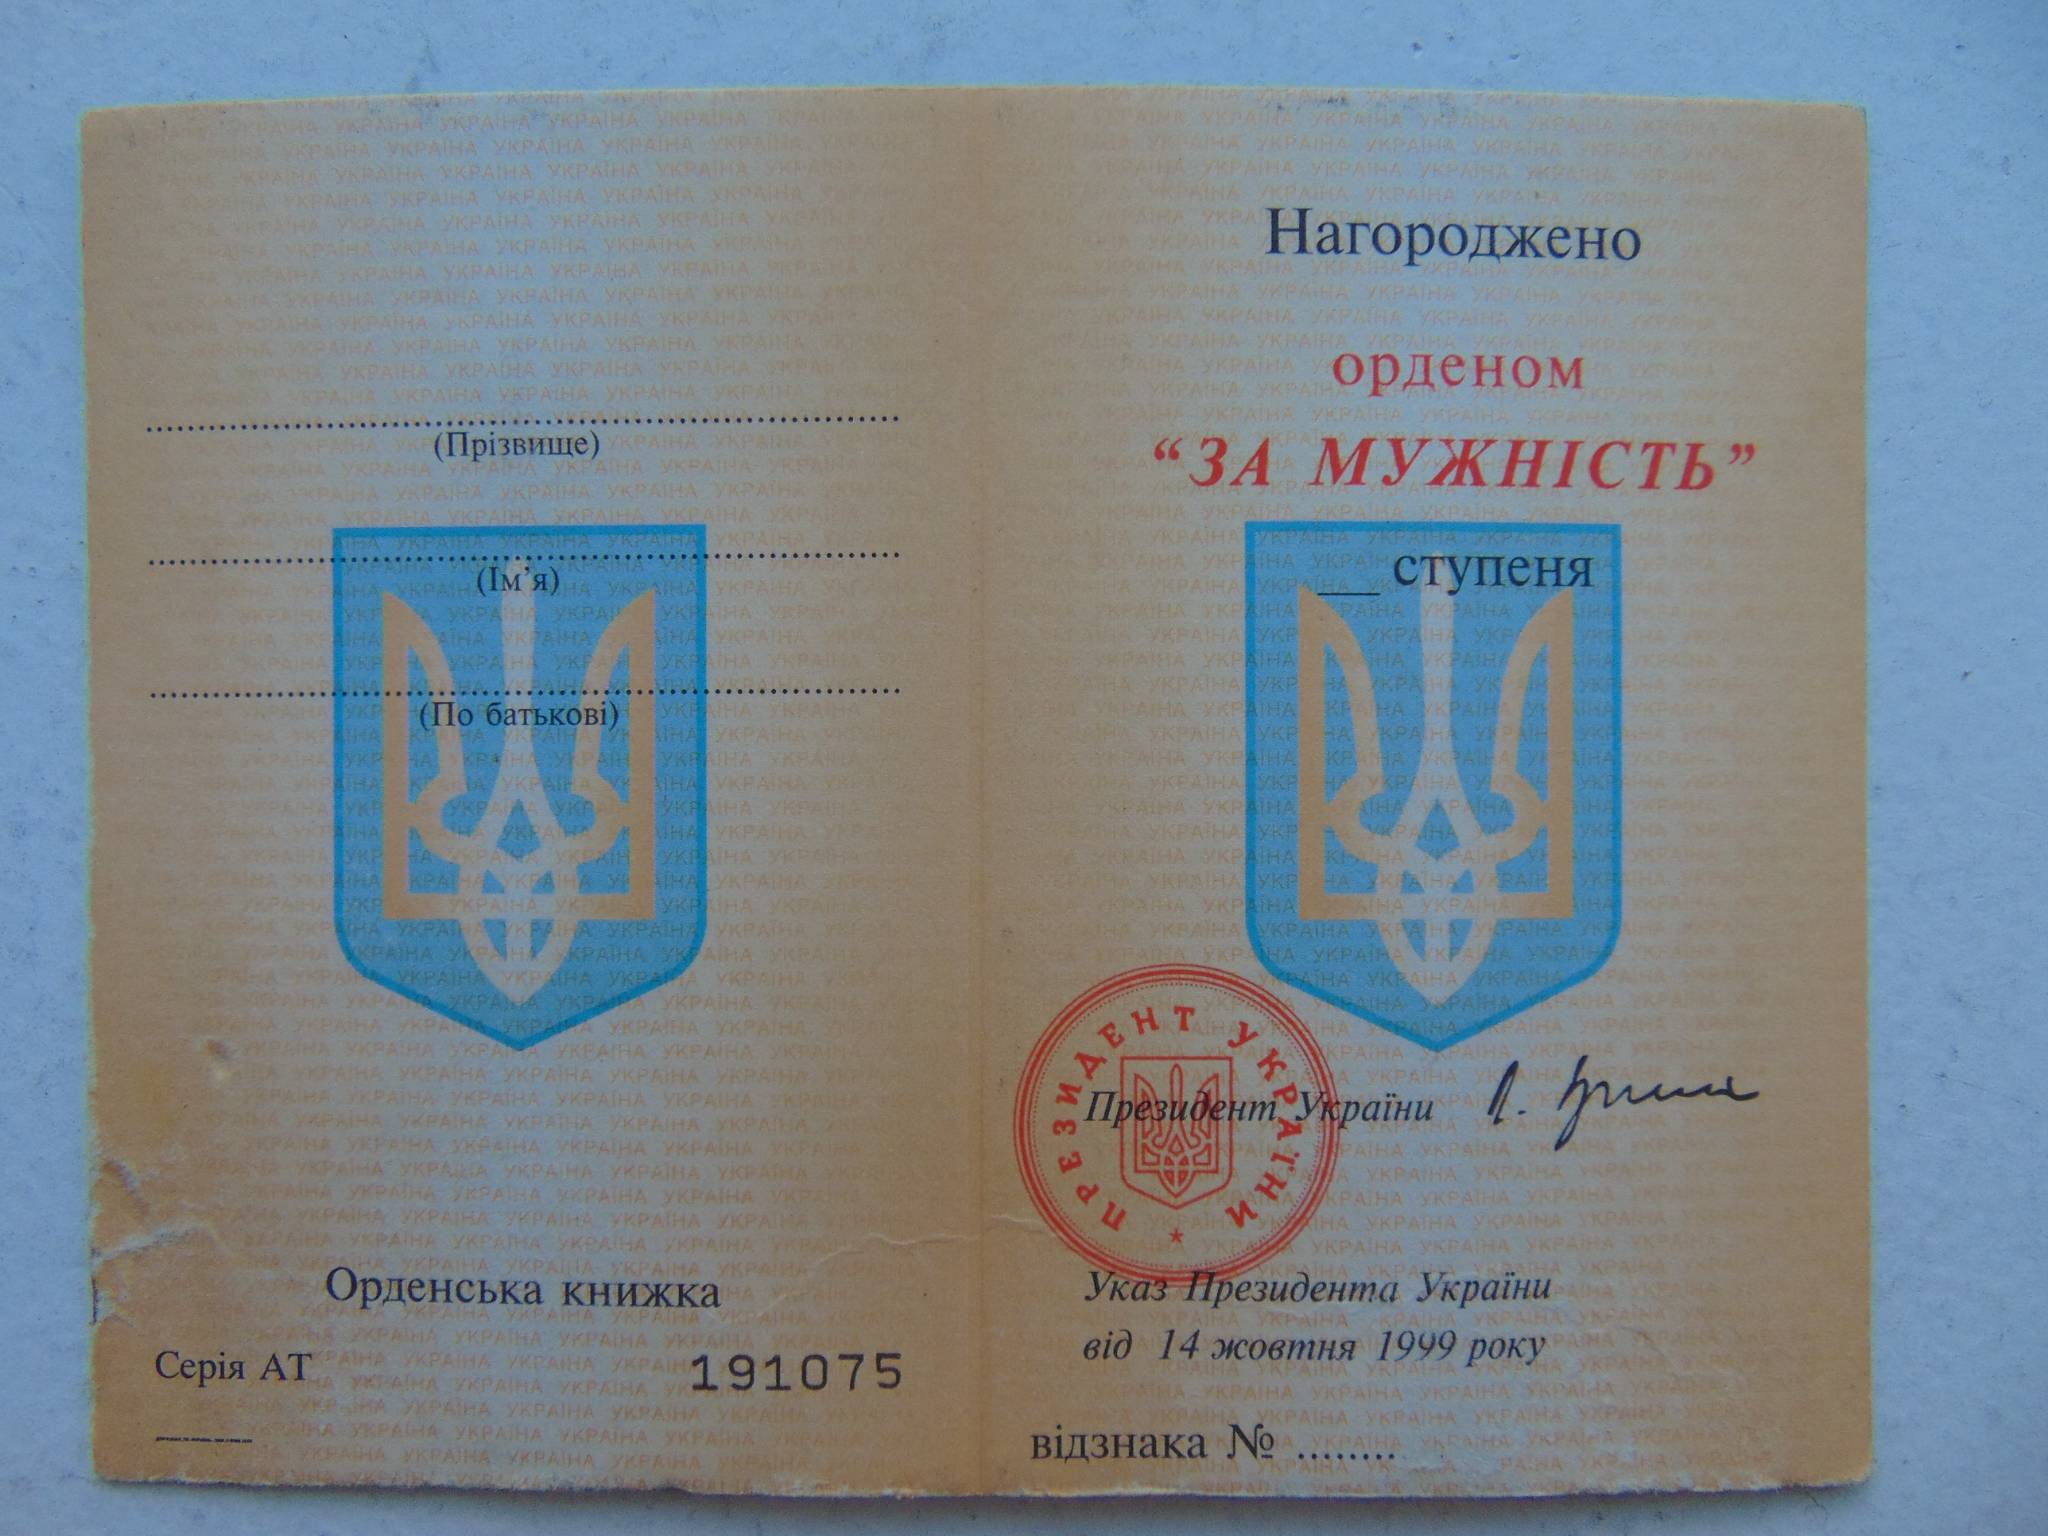 (Прізвище)
(Ім’я)
(По батькові)
Орденська книжка
Серія АТ 191075
Нагороджено
орденом
“ЗА МУЖНІСТЬ”
___ ступеня
ПРЕЗИДЕНТ УКРАЇНИ
Президент України
Указ Президента України
від 14 жовтня 1999 року
відзнака № ........